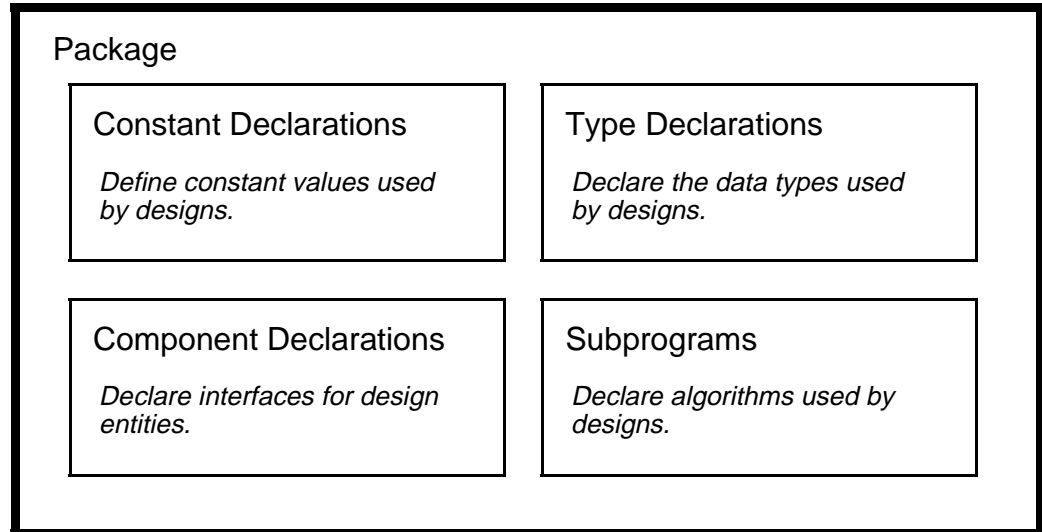 Package
Constant Declarations
Define constant values used
by designs.
Type Declarations
Declare the data types used
by designs.
Component Declarations
Declare interfaces for design
entities.
Subprograms
Declare algorithms used by
designs.